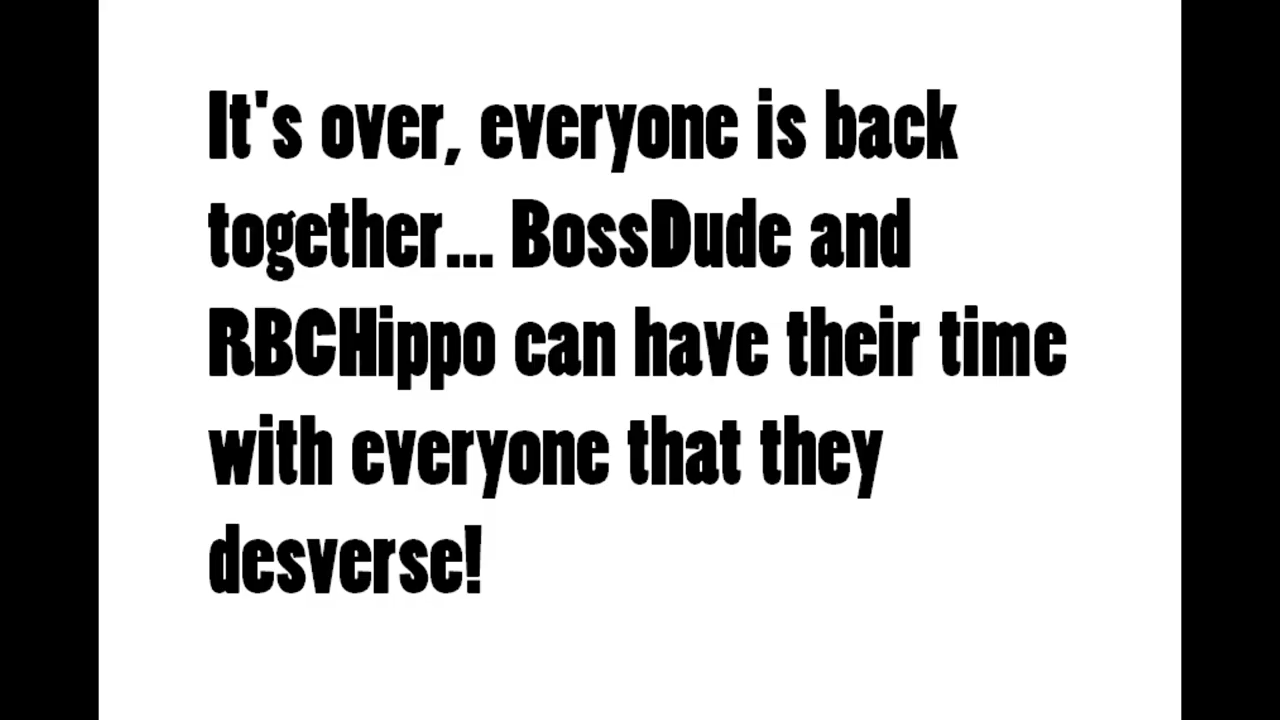 It's over, everyone is back
together... BossDude and
RBCHippo can have their time
with everyone that they
desverse!